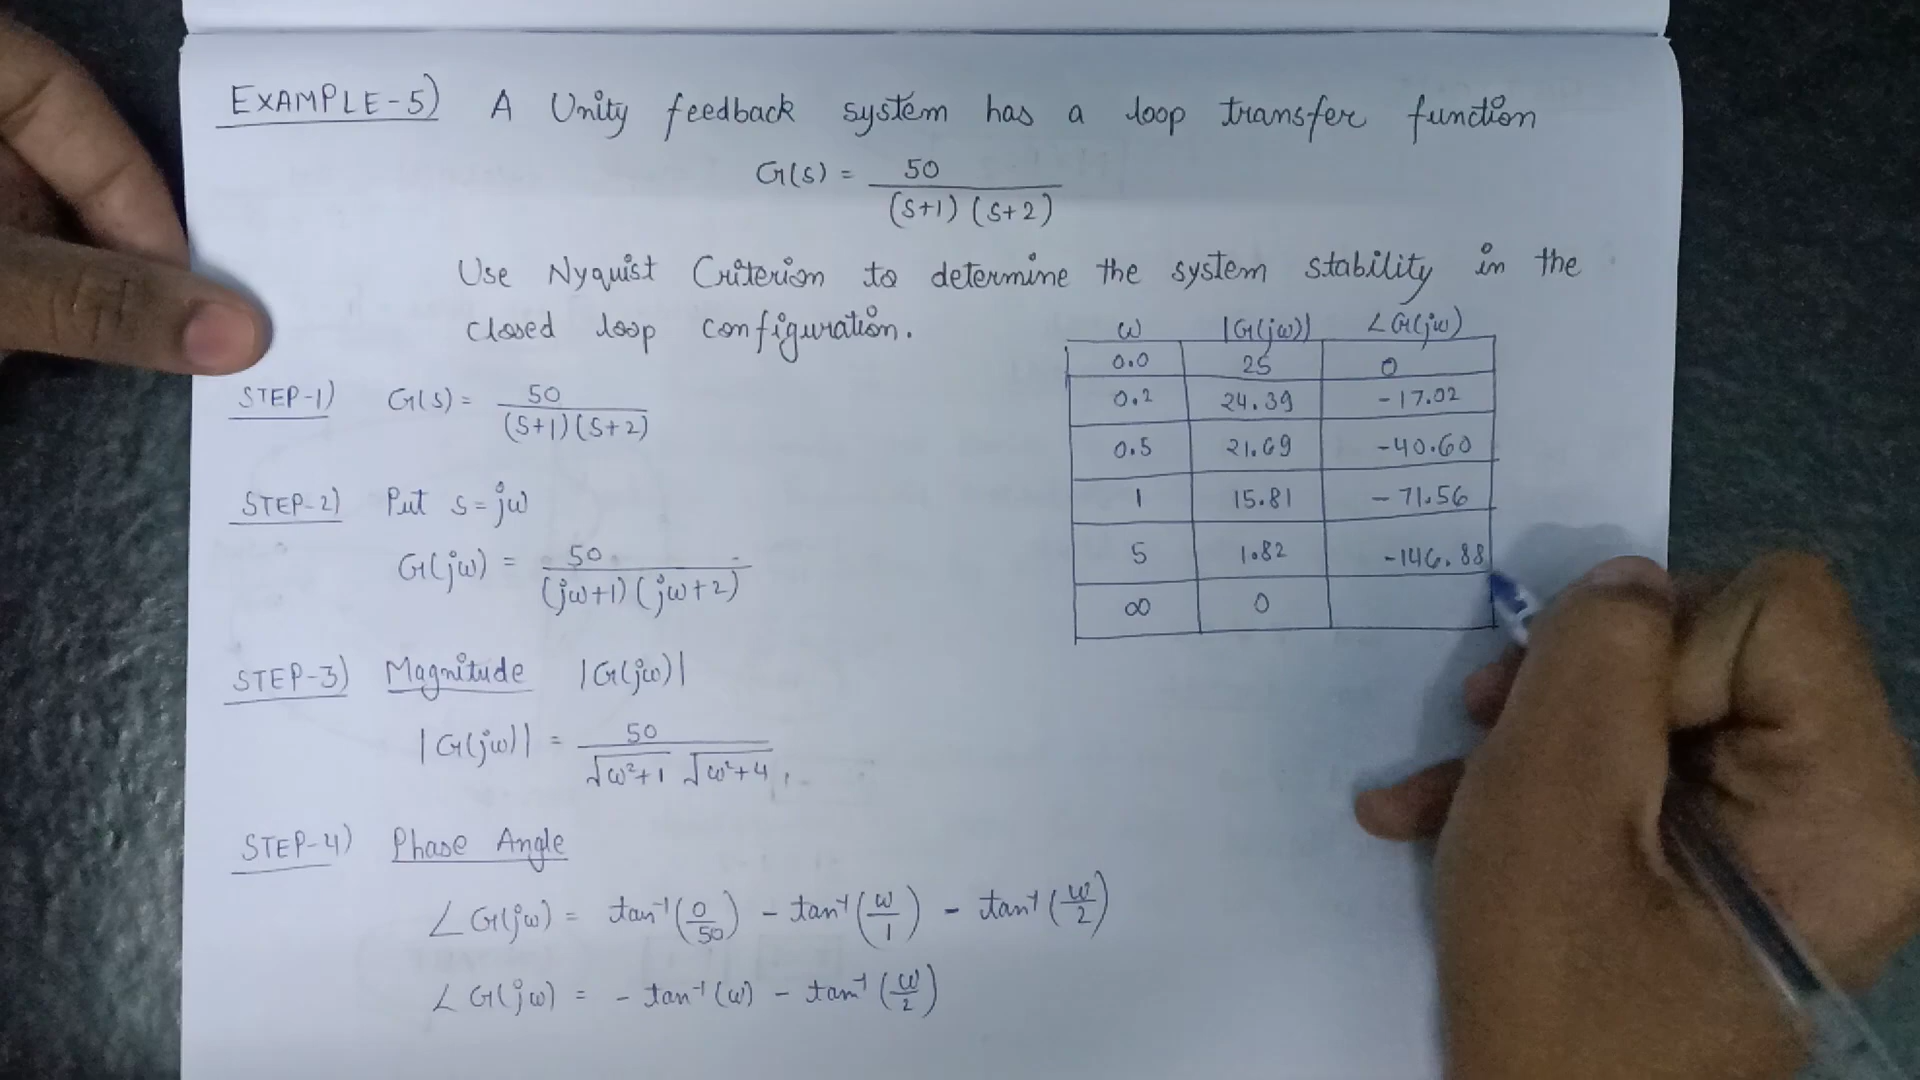 EXAMPLE-5) A Unity feedback system has a loop transfer function
G(s) = 50 / (s+1) (s+2)
Use Nyquist Criterion to determine the system stability in the
closed loop configuration.
ω |G(jω)| ∠G(jω)
0.0 25 0
0.2 24.39 -17.02
0.5 21.69 -40.60
1 15.81 -71.56
5 1.82 -146.88
∞ 0
STEP-1) G(s) = 50 / (s+1)(s+2)
STEP-2) Put s=jω
G(jω) = 50 / (jω+1) (jω+2)
STEP-3) Magnitude |G(jω)|
|G(jω)| = 50 / √ω²+1 √ω²+4
STEP-4) Phase Angle
∠G(jω) = tan⁻¹(0/50) - tan⁻¹(ω/1) - tan⁻¹(ω/2)
∠G(jω) = - tan⁻¹(ω) - tan⁻¹(ω/2)